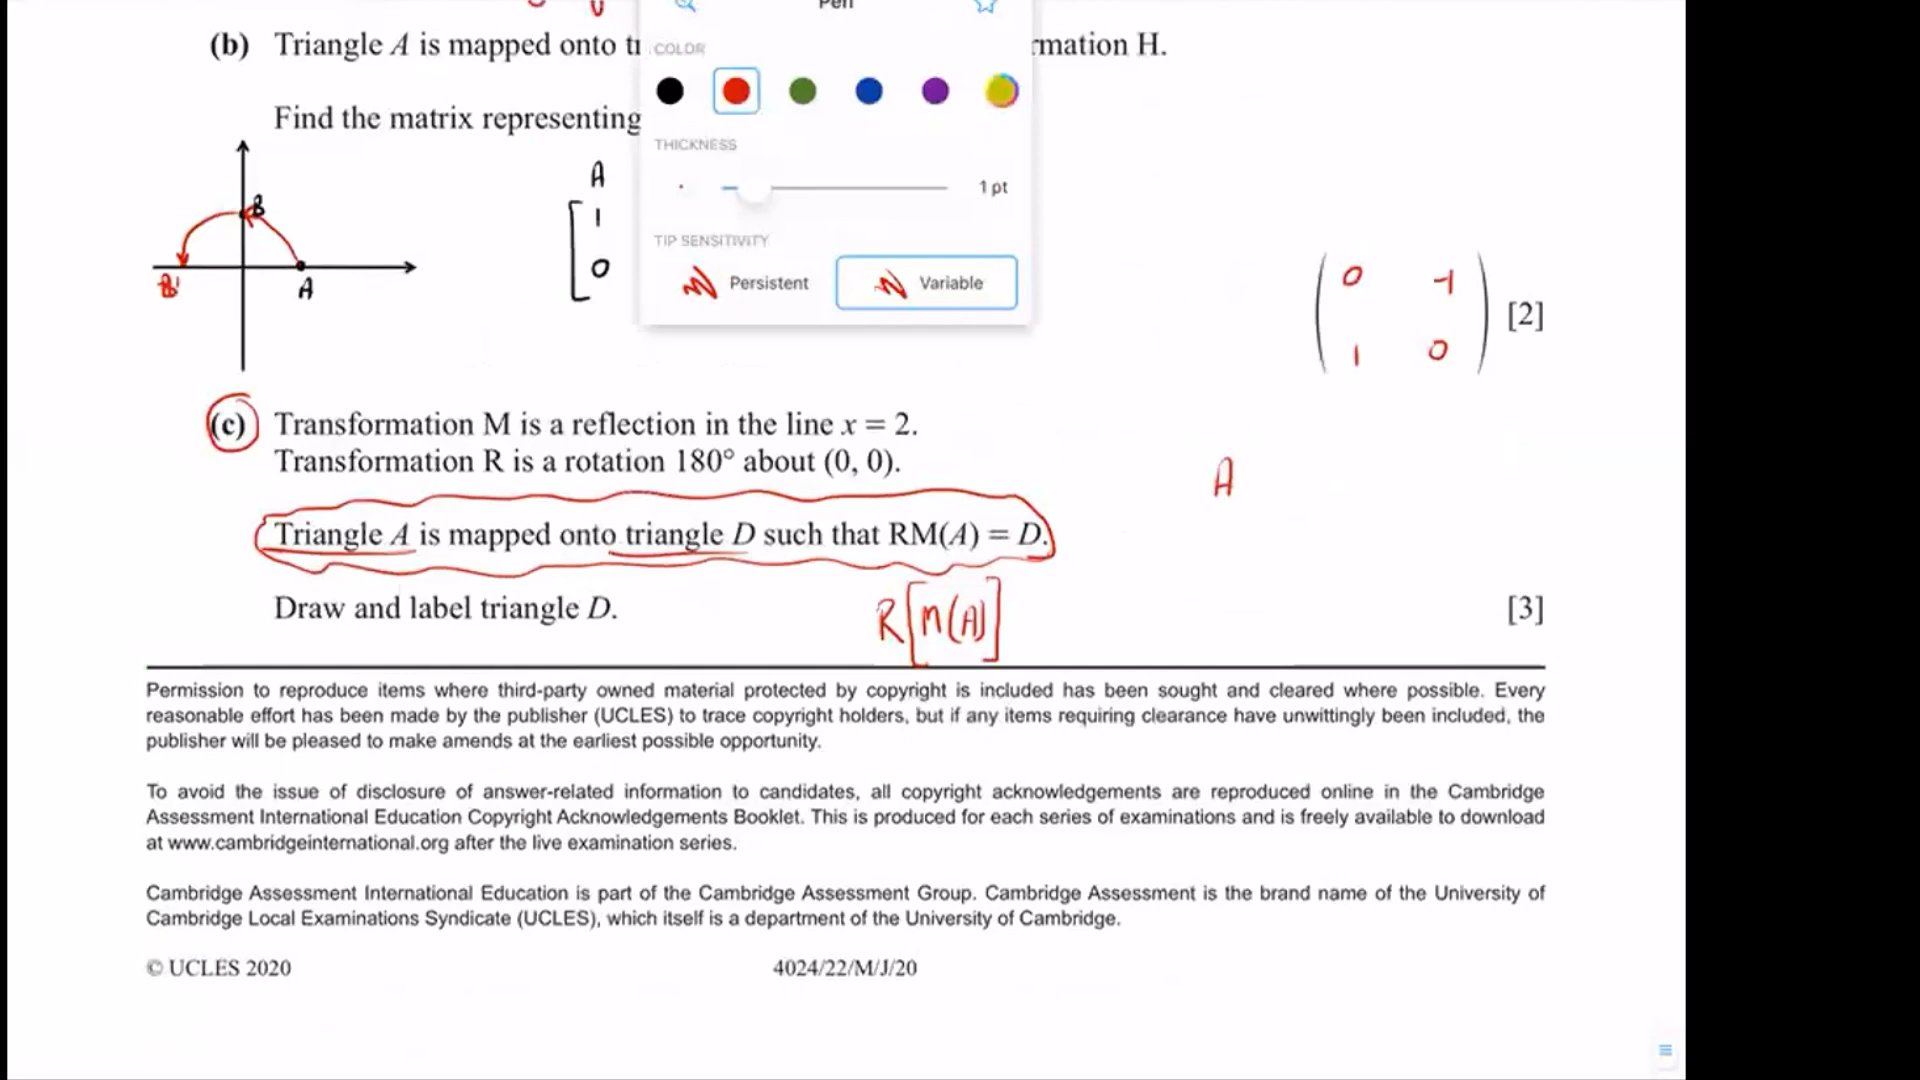 Pen
(b) Triangle A is mapped onto
rmation H.
COLOR
Find the matrix representing
THICKNESS
1 pt
TIP SENSITIVITY
Persistent
Variable
A
1
0
B
B'
A
0 -1
1 0
[2]
(c) Transformation M is a reflection in the line x = 2.
Transformation R is a rotation 180° about (0, 0).
A
Triangle A is mapped onto triangle D such that RM(A) = D.
Draw and label triangle D.
R[M(A)]
[3]
Permission to reproduce items where third-party owned material protected by copyright is included has been sought and cleared where possible. Every
reasonable effort has been made by the publisher (UCLES) to trace copyright holders, but if any items requiring clearance have unwittingly been included, the
publisher will be pleased to make amends at the earliest possible opportunity.
To avoid the issue of disclosure of answer-related information to candidates, all copyright acknowledgements are reproduced online in the Cambridge
Assessment International Education Copyright Acknowledgements Booklet. This is produced for each series of examinations and is freely available to download
at www.cambridgeinternational.org after the live examination series.
Cambridge Assessment International Education is part of the Cambridge Assessment Group. Cambridge Assessment is the brand name of the University of
Cambridge Local Examinations Syndicate (UCLES), which itself is a department of the University of Cambridge.
© UCLES 2020
4024/22/M/J/20